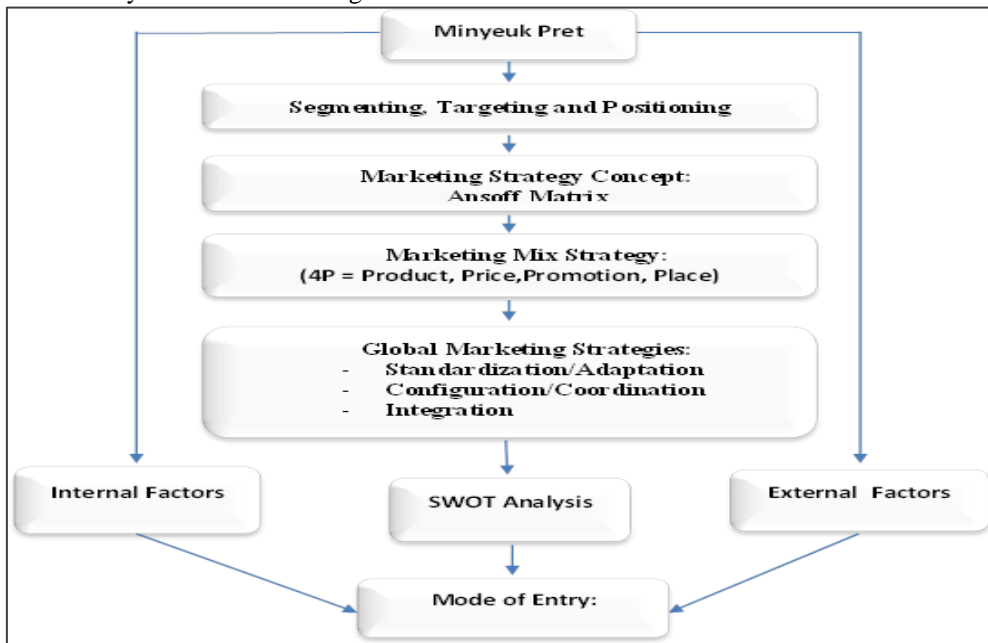 Minyeuk Pret
Segmenting, Targeting and Positioning
Marketing Strategy Concept:
Ansoff Matrix
Marketing Mix Strategy:
(4P = Product, Price,Promotion, Place)
Global Marketing Strategies:
- Standardization/Adaptation
- Configuration/Coordination
- Integration
Internal Factors
SWOT Analysis
External Factors
Mode of Entry: